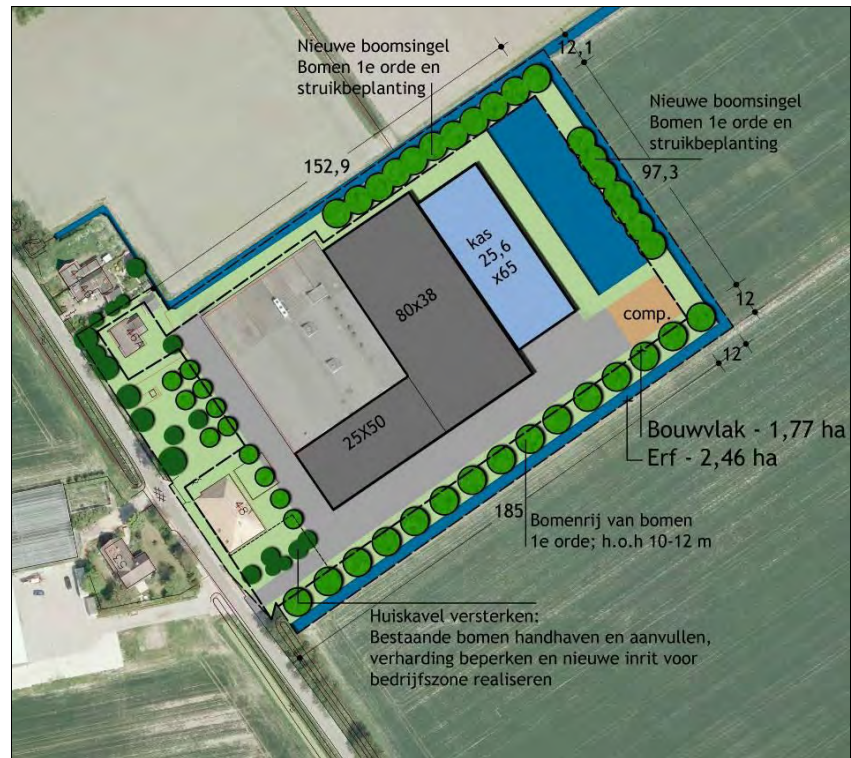 Nieuwe boomsingel
Bomen 1e orde en
struikbeplanting
12,1
Nieuwe boomsingel
Bomen 1e orde en
struikbeplanting
152,9
97,3
kas
25,6
x65
80x38
comp.
12
12
46
25X50
Bouwvlak - 1,77 ha
Erf - 2,46 ha
48
185
Bomenrij van bomen
1e orde; h.o.h 10-12 m
53
Huiskavel versterken:
Bestaande bomen handhaven en aanvullen,
verharding beperken en nieuwe inrit voor
bedrijfszone realiseren